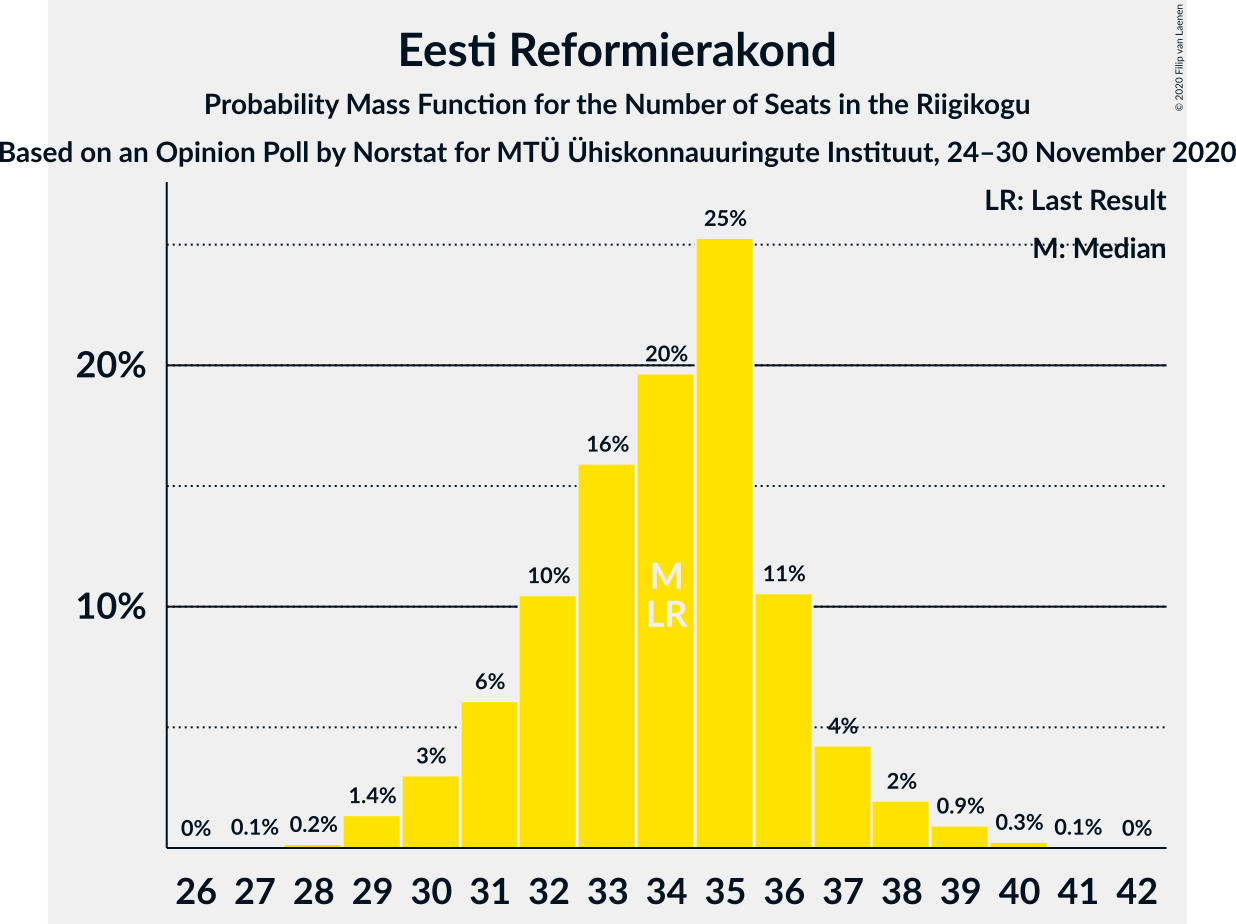 Eesti Reformierakond
Probability Mass Function for the Number of Seats in the Riigikogu
Based on an Opinion Poll by Norstat for MTÜ Ühiskonnauuringute Instituut, 24–30 November 2020
© 2020 Filip van Laenen
LR: Last Result
M: Median
25%
20%
20%
16%
M
LR
10%
11%
10%
6%
4%
3%
2%
1.4%
0.9%
0% 0.1% 0.2% 0.3% 0.1% 0%
26 27 28 29 30 31 32 33 34 35 36 37 38 39 40 41 42